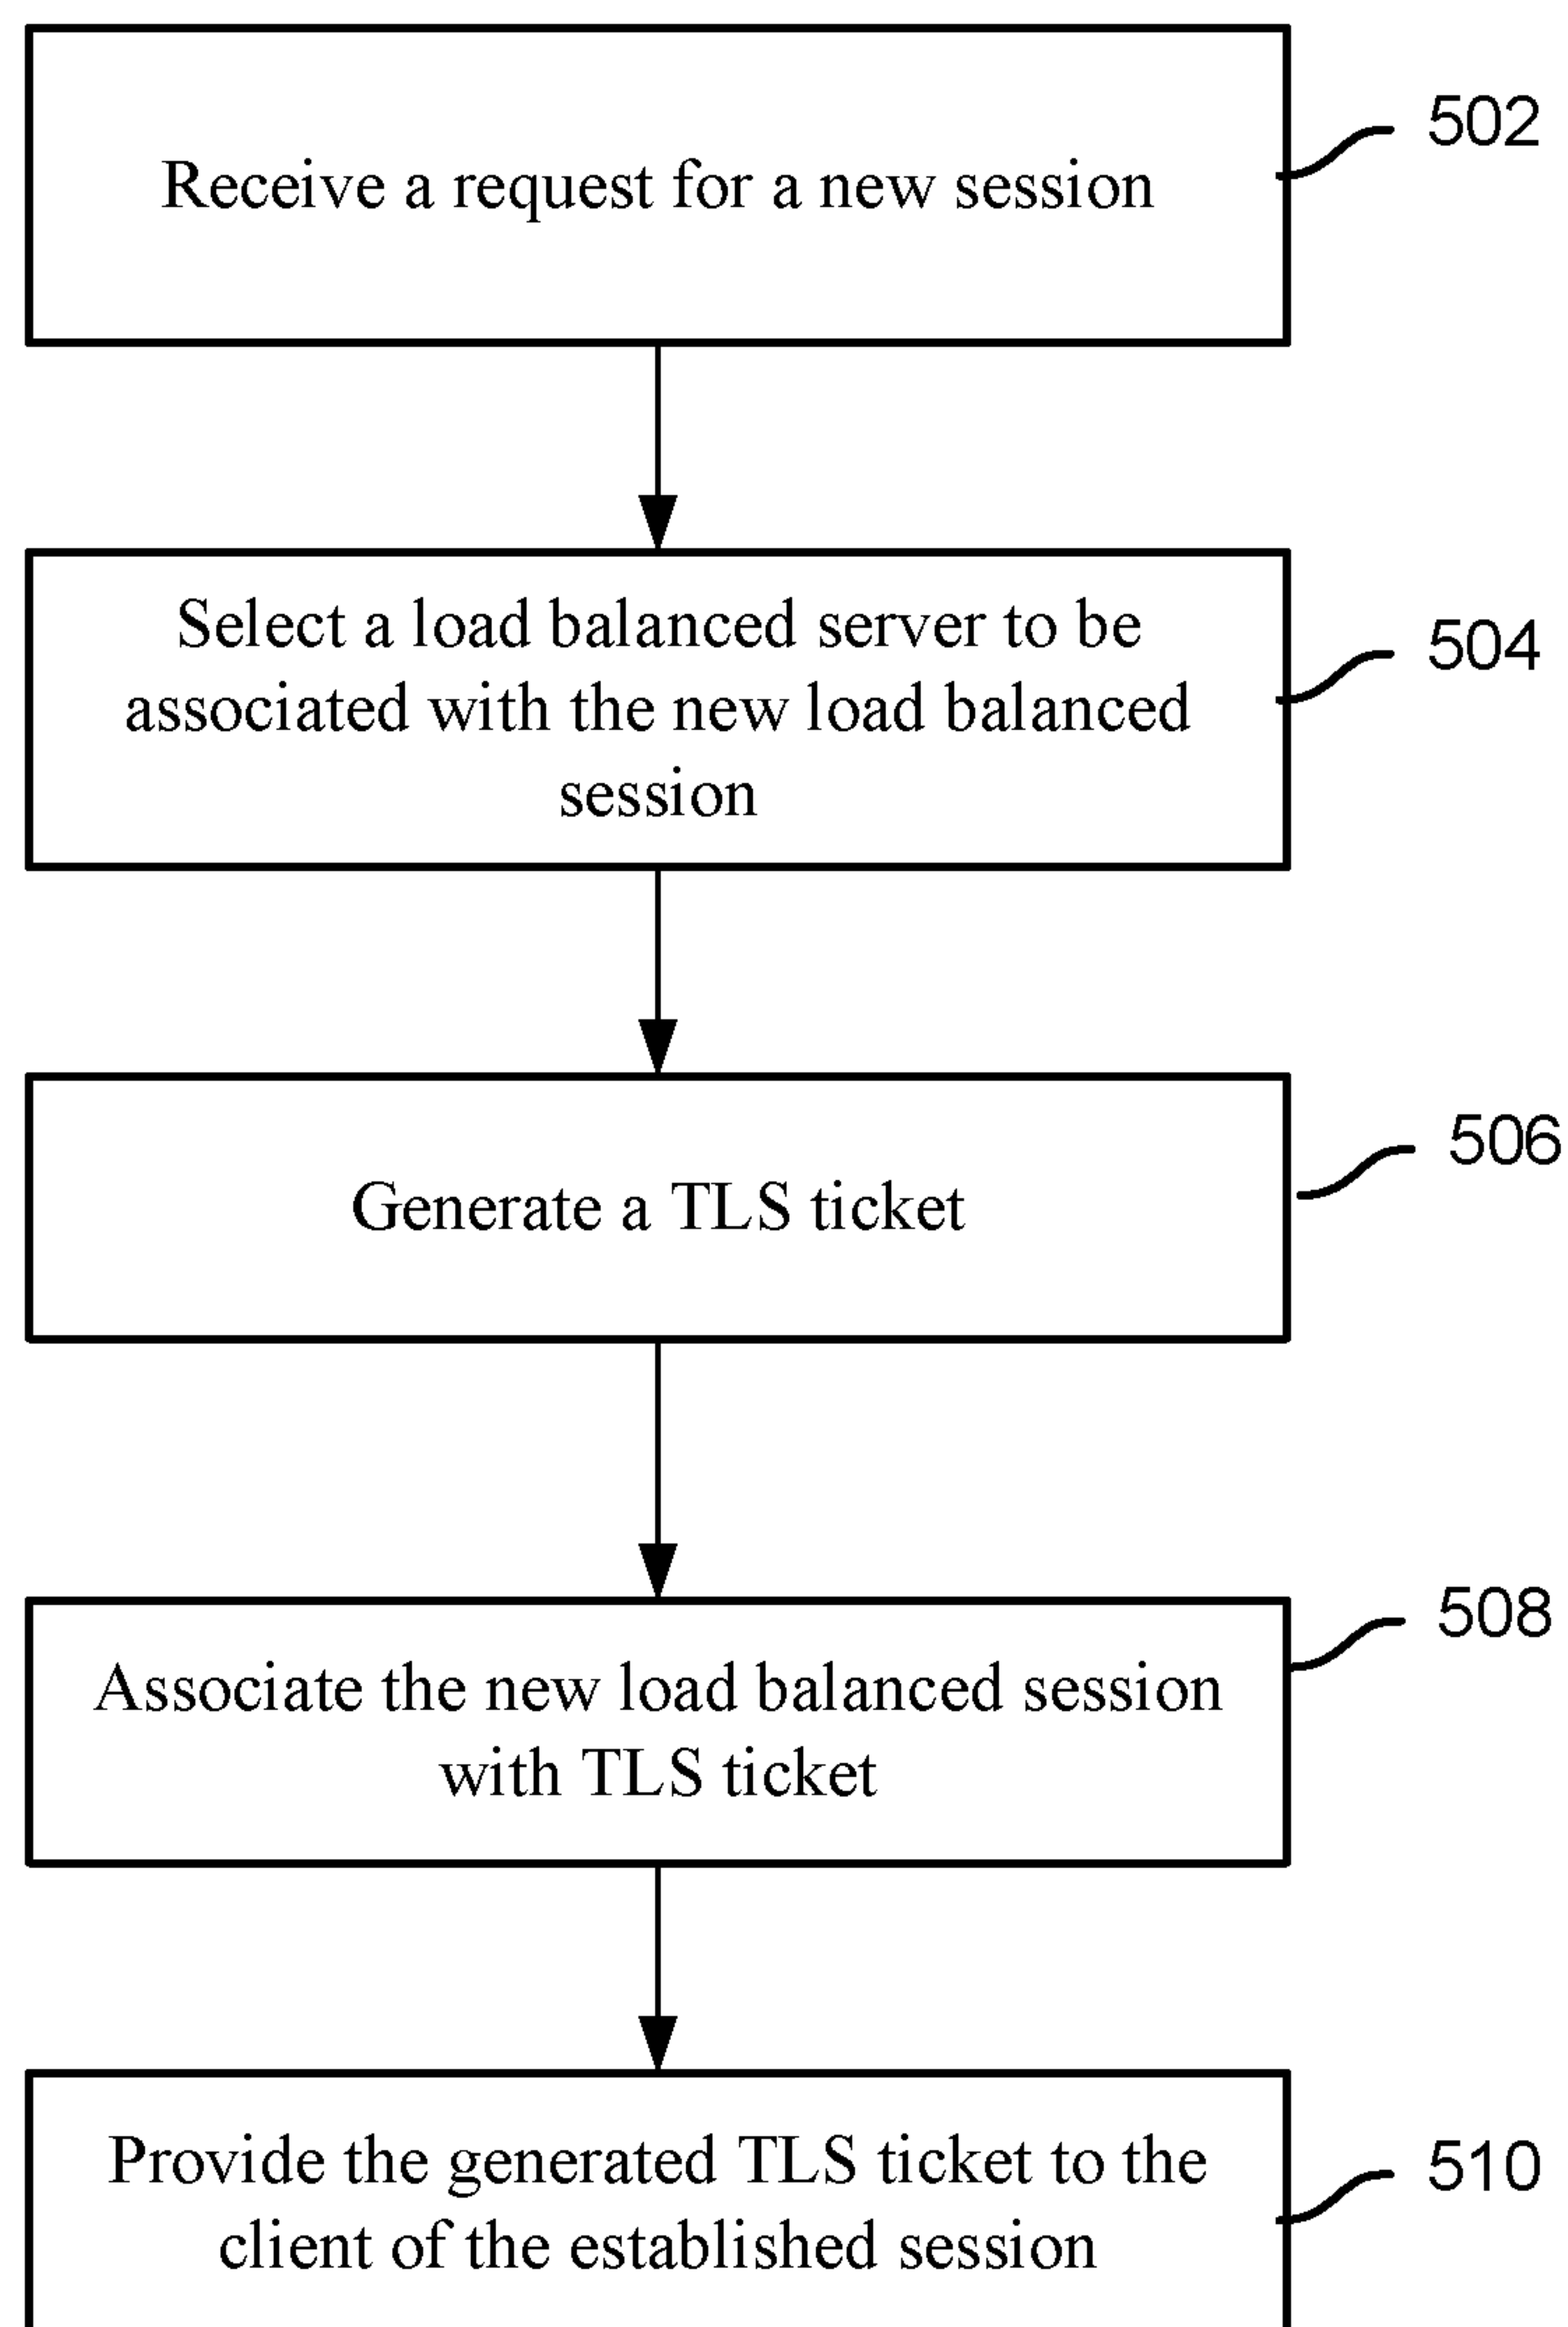 Receive a request for a new session
502
Select a load balanced server to be
associated with the new load balanced
session
504
Generate a TLS ticket
506
Associate the new load balanced session
with TLS ticket
508
Provide the generated TLS ticket to the
client of the established session
510